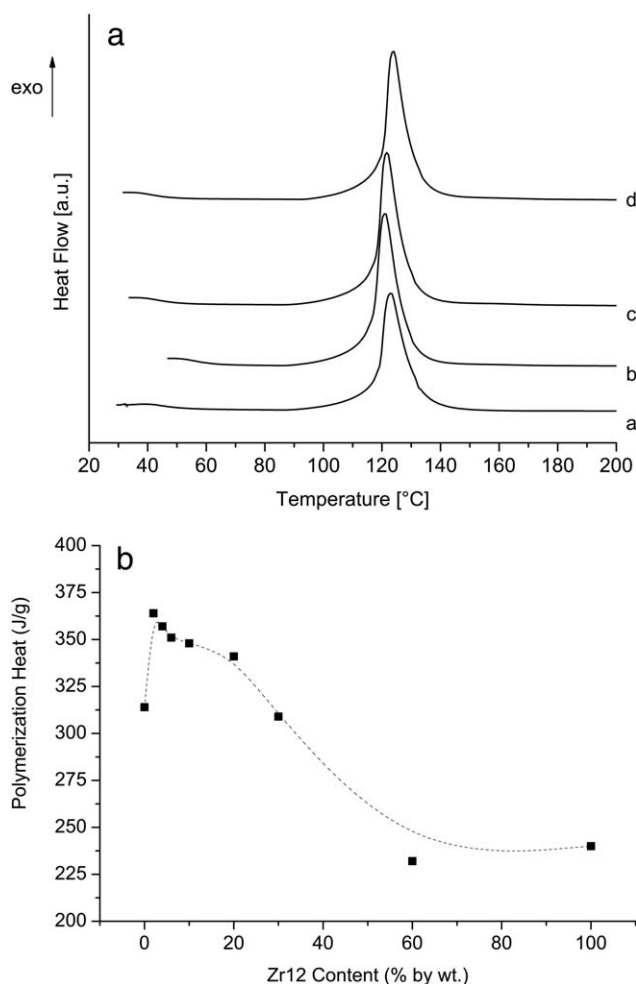 a
exo
Heat Flow [a.u.]
d
c
b
a
20 40 60 80 100 120 140 160 180 200
Temperature [°C]
b
400
375
350
325
300
275
250
225
200
Polymerization Heat (J/g)
0 20 40 60 80 100
Zr12 Content (% by wt.)